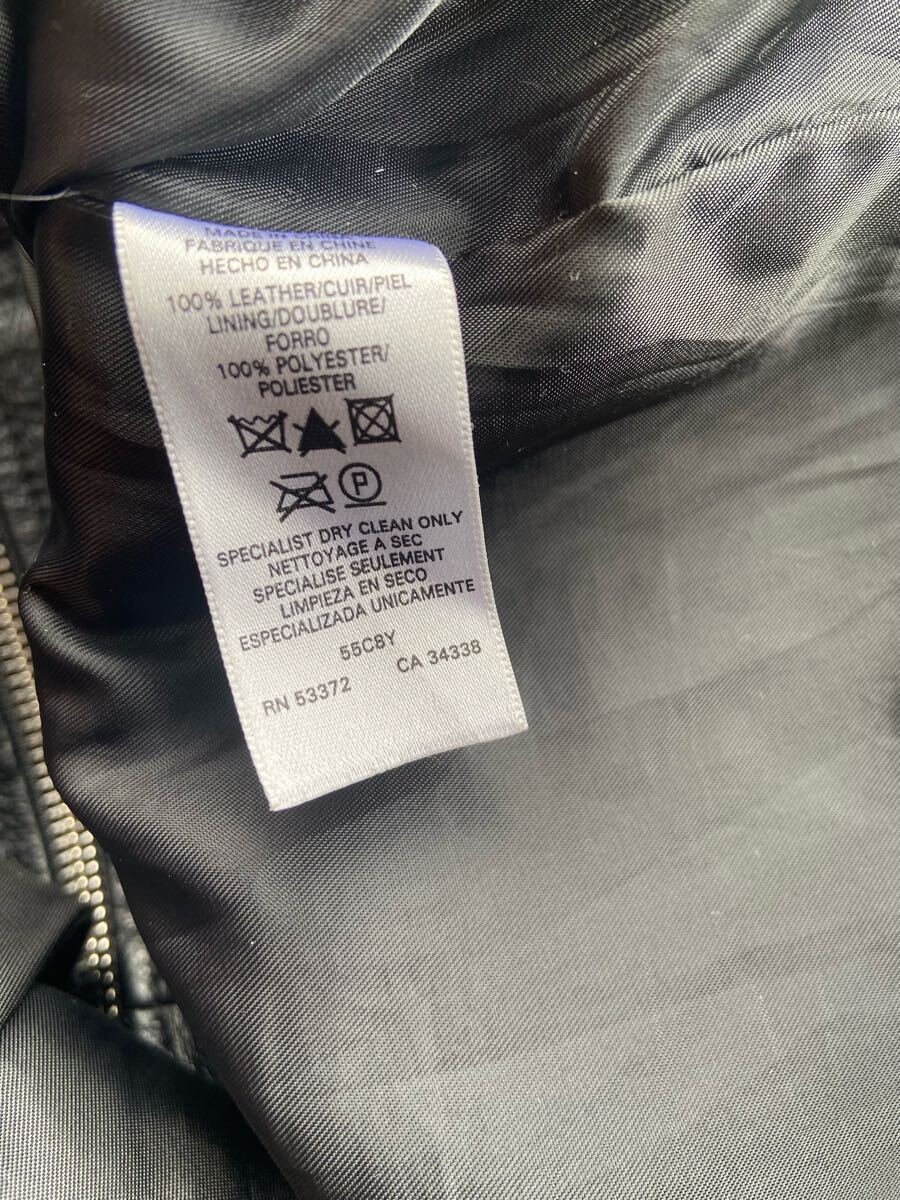 MADE IN CHINA
FABRIQUE EN CHINE
HECHO EN CHINA
100% LEATHER/CUIR/PIEL
LINING/DOUBLURE/
FORRO
100% POLYESTER/
POLIESTER
P
SPECIALIST DRY CLEAN ONLY
NETTOYAGE A SEC
SPECIALISE SEULEMENT
LIMPIEZA EN SECO
ESPECIALIZADA UNICAMENTE
55C8Y
RN 53372 CA 34338